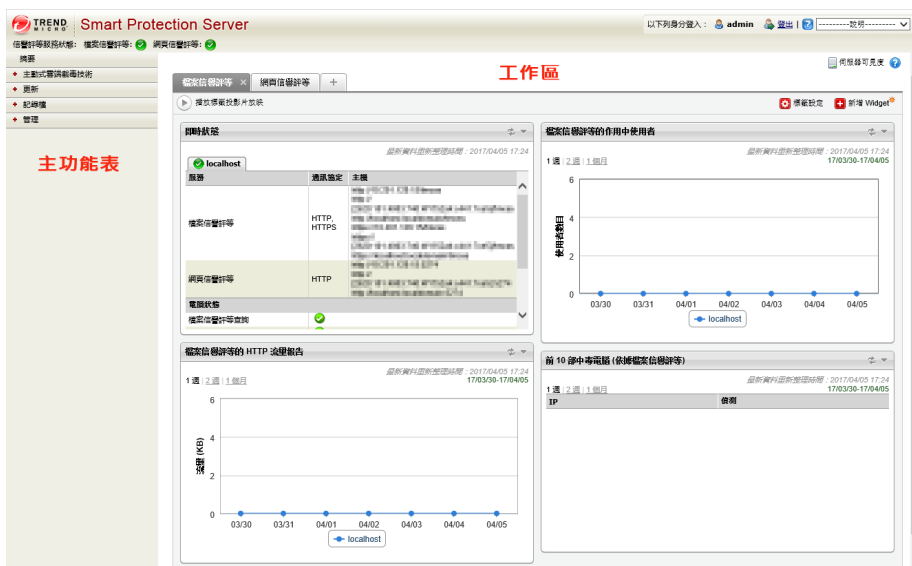 TREND MICRO Smart Protection Server
以下列身分登入： admin 登出 | ? ---------說明---------
信譽評等服務狀態: 檔案信譽評等: 網頁信譽評等:
摘要
主動式雲端截毒技術
更新
記錄檔
管理
主功能表
工作區
伺服器可見度
檔案信譽評等 × 網頁信譽評等 +
播放標籤投影片放映
標籤設定 新增 Widget
即時狀態
最新資料重新整理時間 : 2017/04/05 17:24
localhost
服務 通訊協定 主機
檔案信譽評等 HTTP, HTTPS
網頁信譽評等 HTTP
電腦狀態
檔案信譽評等查詢
檔案信譽評等的作用中使用者
最新資料重新整理時間 : 2017/04/05 17:24
1 週 | 2 週 | 1 個月 17/03/30-17/04/05
使用者數目
6
4
2
0
03/30 03/31 04/01 04/02 04/03 04/04 04/05
localhost
檔案信譽評等的 HTTP 流量報告
最新資料重新整理時間 : 2017/04/05 17:24
1 週 | 2 週 | 1 個月 17/03/30-17/04/05
流量 (KB)
6
4
2
0
03/30 03/31 04/01 04/02 04/03 04/04 04/05
localhost
前 10 部中毒電腦 (依據檔案信譽評等)
最新資料重新整理時間 : 2017/04/05 17:24
1 週 | 2 週 | 1 個月 17/03/30-17/04/05
IP 偵測